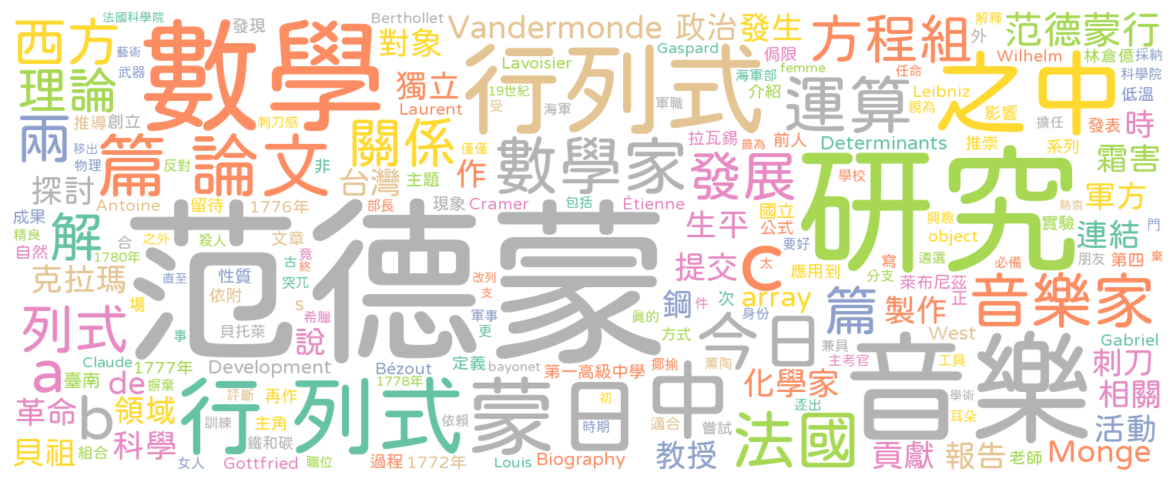 法國科學院
西方
藝術
武器
發現
數學
Berthollet
對象
Vandermonde
政治
發生
Gaspard
Lavoisier
海軍部
femme
介紹
侷限
方程組
外
解釋
范德蒙行
Wilhelm
林倉億
採納
科學院
任命
Leibniz
低溫
理論
獨立
Laurent
行列式
19世紀
受
海軍
軍職
運算
視為
影響
之中
擔任
發表
時
兩
推導
創立
刺刀感
移出
物理
反對
非
關係
僅僅
主題
作
台灣
數學家
拉瓦錫
最為
前人
Determinants
推崇
系列
霜害
篇
論文
發展
研究
學校
熱衷
軍方
探討
Antoine
留待
1776年
現象
部長
Cramer
包括
Étienne
生平
國立
公式
要好
興趣
object
實驗
門
成果
精良
自然
1780年
解
合
之外
殺人
文章
范德蒙
古
竟
終
提交
c
太
應用到
寫
分支
遴選
必備
連結
朋友
第四
棄
克拉瑪
直至
性質
突兀
依附
s
希臘
改列
支
軍事
更
鋼
件
次
array
身份
萊布尼茲
正
篇
製作
音樂家
列式
場
事
貝托萊
說
眞的
方式
今日
兼具
主考官
West
工具
Gabriel
Claude
1777年
Development
Bézout
定義
bayonet
第一高級中學
揶揄
薰陶
音樂
刺刀
a
臺南
de
摒棄
1778年
化學家
逐出
學術
相關
革命
b
領域
行列式
評斷
再作
主角
蒙日
中
依賴
初
時期
適合
嘗試
法國
耳朵
活動
貝祖
組合
科學
訓練
鐵和碳
女人
Gottfried
職位
過程
1772年
Louis
Biography
教授
貢獻
報告
老師
Monge